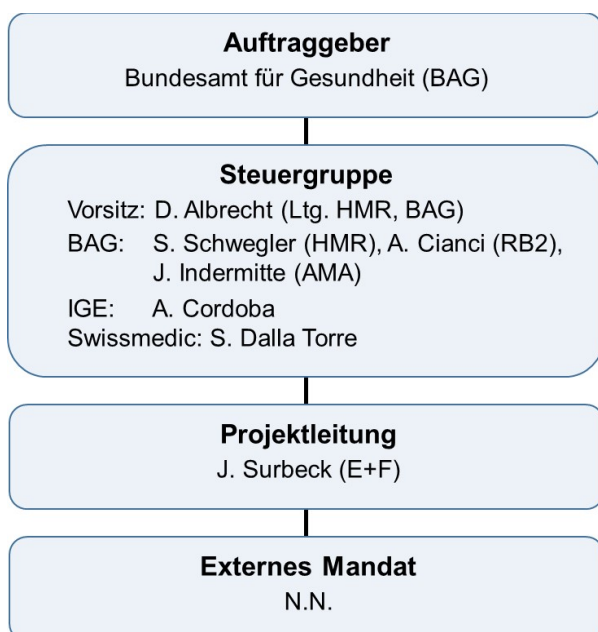 Auftraggeber
Bundesamt für Gesundheit (BAG)
Steuergruppe
Vorsitz: D. Albrecht (Ltg. HMR, BAG)
BAG: S. Schwegler (HMR), A. Cianci (RB2),
J. Indermitte (AMA)
IGE: A. Cordoba
Swissmedic: S. Dalla Torre
Projektleitung
J. Surbeck (E+F)
Externes Mandat
N.N.